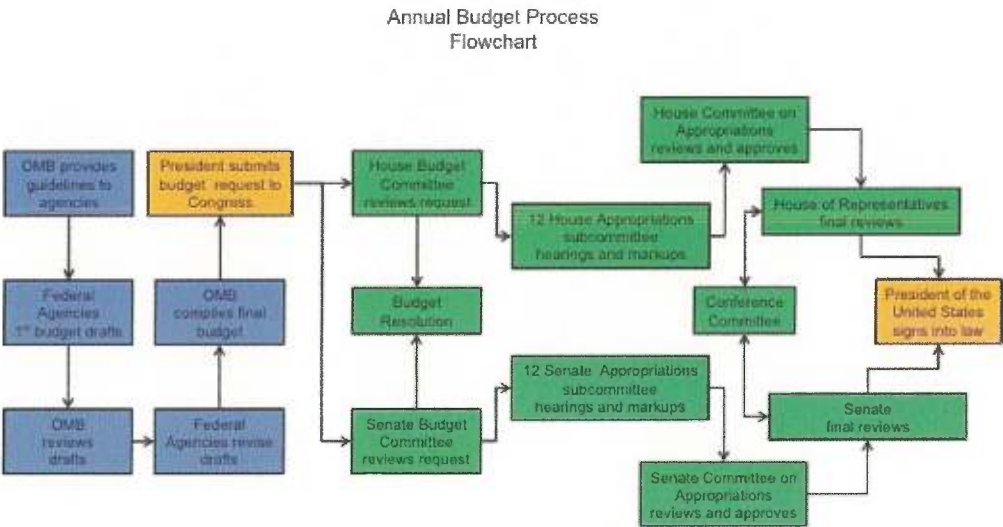 Annual Budget Process
Flowchart
OMB provides
guidelines to
agencies
Federal
Agencies
1st budget drafts
OMB
reviews
drafts
Federal
Agencies revise
drafts
OMB
compiles final
budget
President submits
budget request to
Congress
House Budget
Committee
reviews request
Budget
Resolution
Senate Budget
Committee
reviews request
12 House Appropriations
subcommittee
hearings and markups
12 Senate Appropriations
subcommittee
hearings and markups
House Committee on
Appropriations
reviews and approves
Senate Committee on
Appropriations
reviews and approves
House of Representatives
final reviews
Conference
Committee
Senate
final reviews
President of the
United States
signs into law